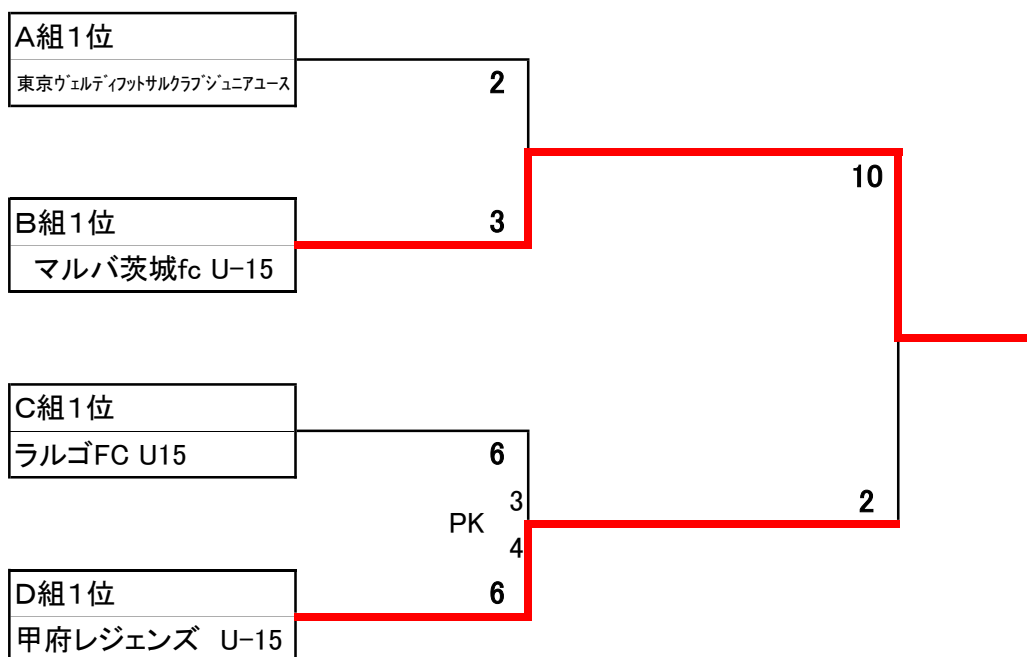 A組1位
東京ヴェルディフットサルクラブジュニアユース
2
10
B組1位
マルバ茨城fc U-15
3
C組1位
ラルゴFC U15
6
3
PK
4
2
D組1位
甲府レジェンズ　U-15
6